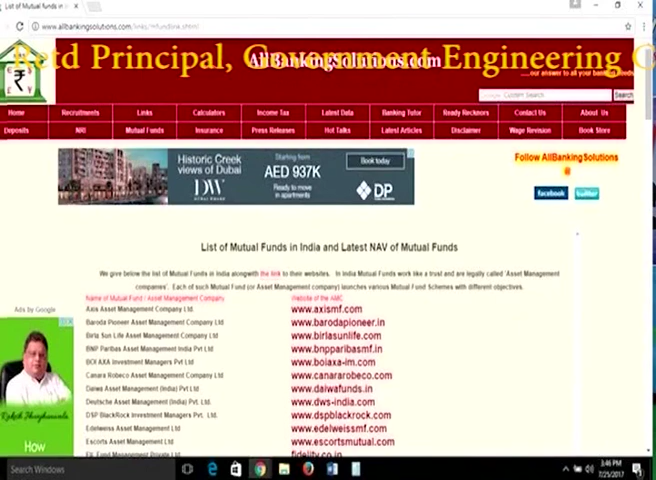 List of Mutual funds in I
www.allbankingsolutions.com/links/mfundlink.shtml
Retd Principal, Government Engineering C
AllBankingSolutions.com
....our answer to all your banking needs
Custom Search
Search
Home Recruitments Links Calculators Income Tax Latest Data Banking Tutor Ready Reckners Contact Us About Us
Deposits NRI Mutual Funds Insurance Press Releases Hot Talks Latest Articles Disclaimer Wage Revision Book Store
Historic Creek views of Dubai
DW
Starting from
AED 937K
Ready to move in apartments
Book today
DP
Follow AllBankingSolutions
@
facebook twitter
List of Mutual Funds in India and Latest NAV of Mutual Funds
We give below the list of Mutual Funds in India alongwith the link to their websites. In India Mutual Funds work like a trust and are legally called 'Asset Management
companies'. Each of such Mutual Fund (or Asset Management company) launches various Mutual Fund Schemes with different objectives.
Name of Mutual Fund / Asset Management Company Website of the AMC
Ads by Google
Axis Asset Management Company Ltd. www.axismf.com
Baroda Pioneer Asset Management Company Ltd www.barodapioneer.in
Birla Sun Life Asset Management Company Ltd www.birlasunlife.com
BNP Paribas Asset Management India Pvt Ltd www.bnpparibasmf.in
BOI AXA Investment Managers Pvt Ltd www.boiaxa-im.com
Canara Robeco Asset Management Company Ltd www.canararobeco.com
Daiwa Asset Management (India) Pvt Ltd www.daiwafunds.in
Deutsche Asset Management (India) Pvt. Ltd www.dws-india.com
DSP BlackRock Investment Managers Pvt. Ltd. www.dspblackrock.com
Edelweiss Asset Management Ltd www.edelweissmf.com
Escorts Asset Management Ltd www.escortsmutual.com
FIL Fund Management Private Ltd fidelity.co.in
How
Search Windows
3:46 PM
7/25/2017